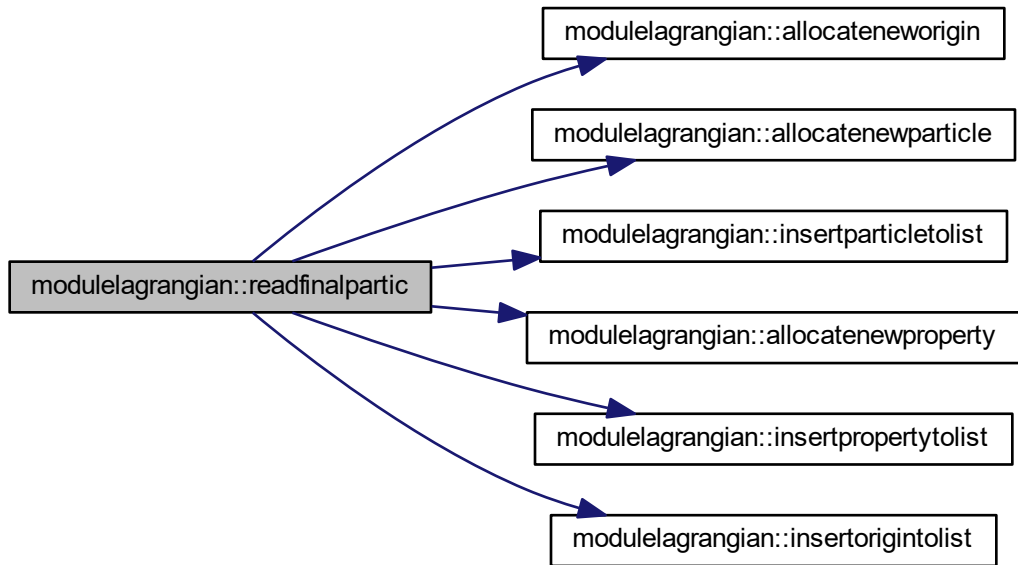 modulelagrangian::allocateneworigin
modulelagrangian::allocatenewparticle
modulelagrangian::insertparticletolist
modulelagrangian::readfinalpartic
modulelagrangian::allocatenewproperty
modulelagrangian::insertpropertytolist
modulelagrangian::insertorigintolist